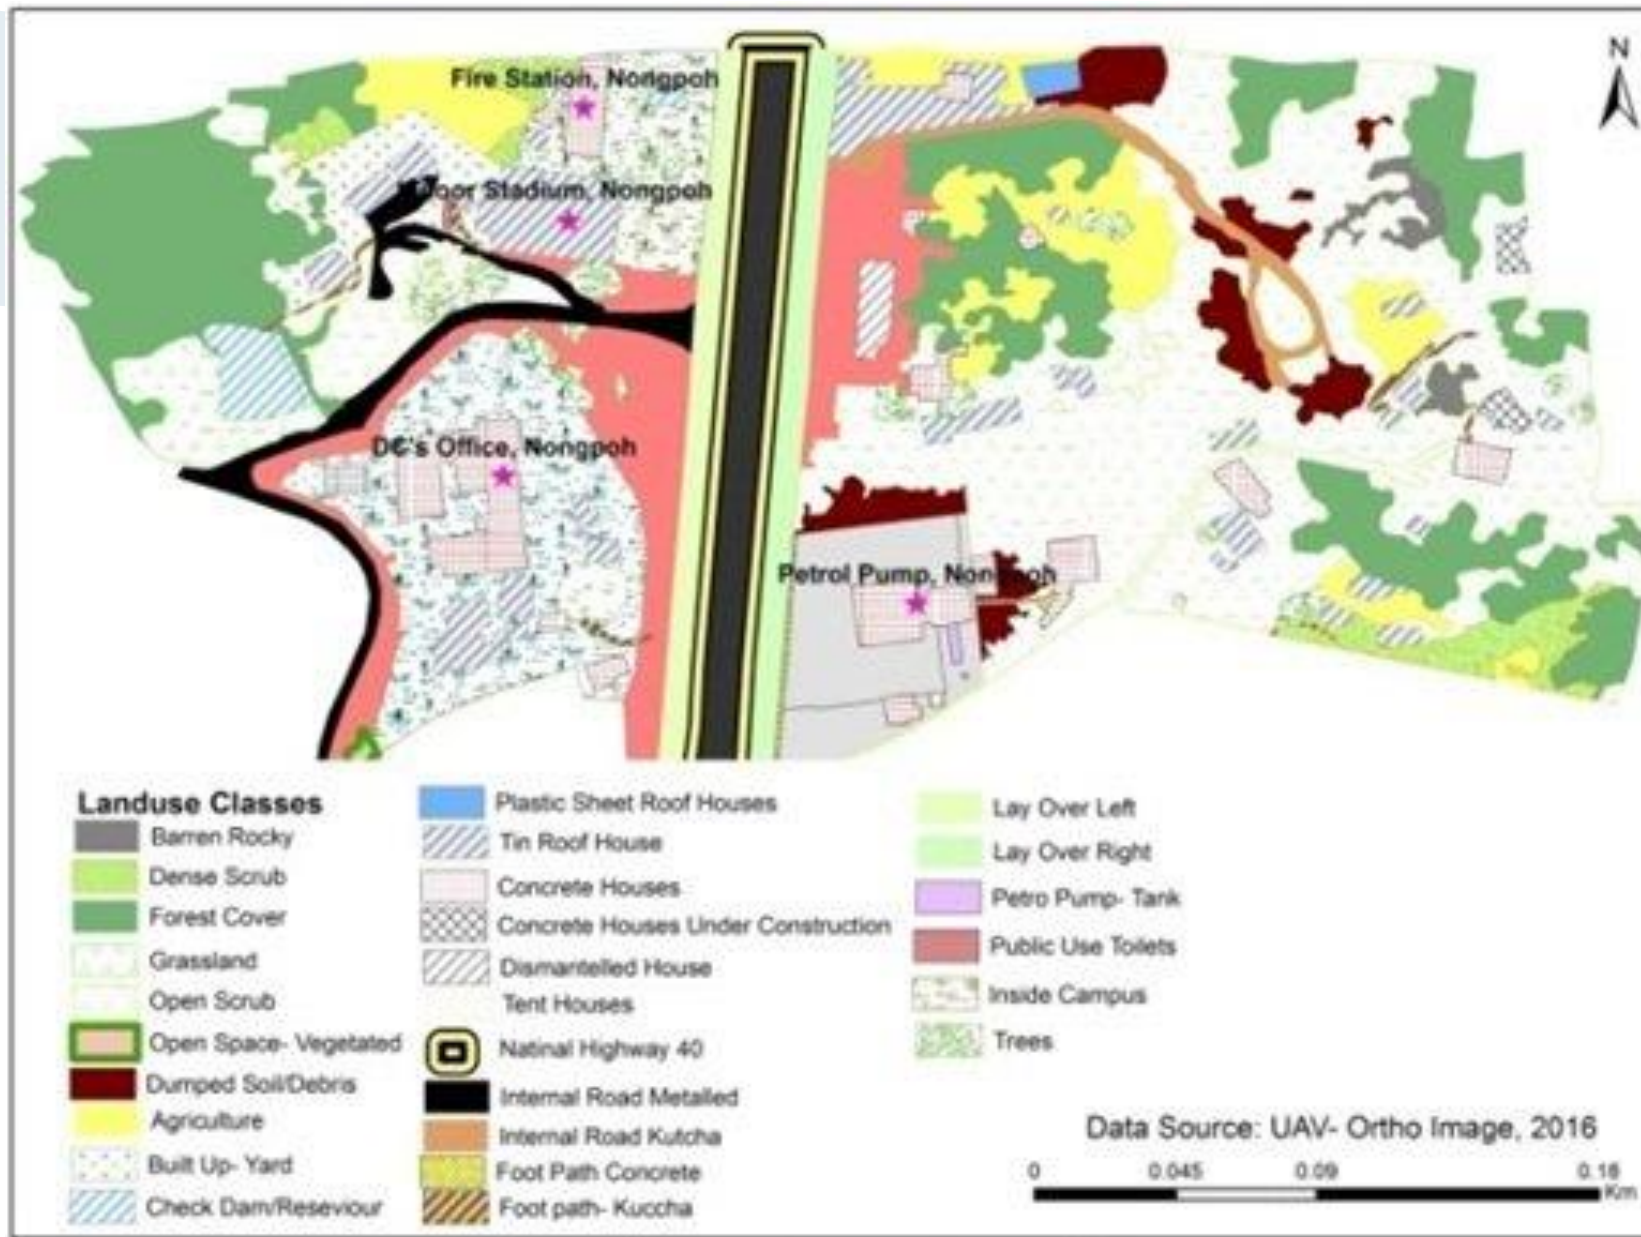 N
Fire Station, Nongpoh
oor Stadium, Nongpoh
DC's Office, Nongpoh
Petrol Pump, Nongpoh
Landuse Classes
Barren Rocky
Dense Scrub
Forest Cover
Grassland
Open Scrub
Open Space- Vegetated
Dumped Soil/Debris
Agriculture
Built Up- Yard
Check Dam/Reseviour
Plastic Sheet Roof Houses
Tin Roof House
Concrete Houses
Concrete Houses Under Construction
Dismantelled House
Tent Houses
Natinal Highway 40
Internal Road Metalled
Internal Road Kutcha
Foot Path Concrete
Foot path- Kuccha
Lay Over Left
Lay Over Right
Petro Pump- Tank
Public Use Toilets
Inside Campus
Trees
Data Source: UAV- Ortho Image, 2016
0 0.045 0.09 0.18
Km